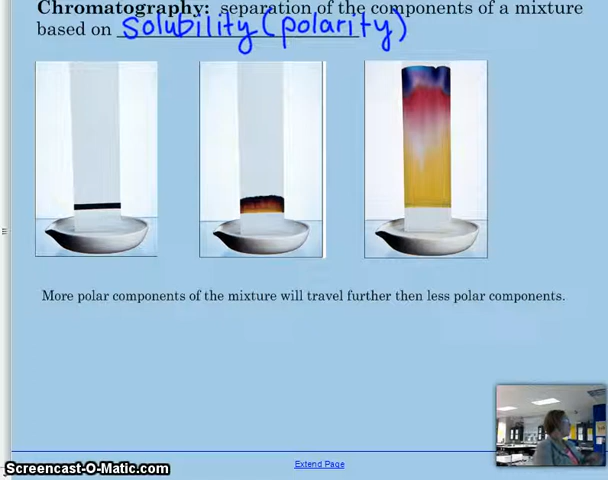 Chromatography: separation of the components of a mixture
based on solubility (polarity)
More polar components of the mixture will travel further then less polar components.
Extend Page
Screencast-O-Matic.com